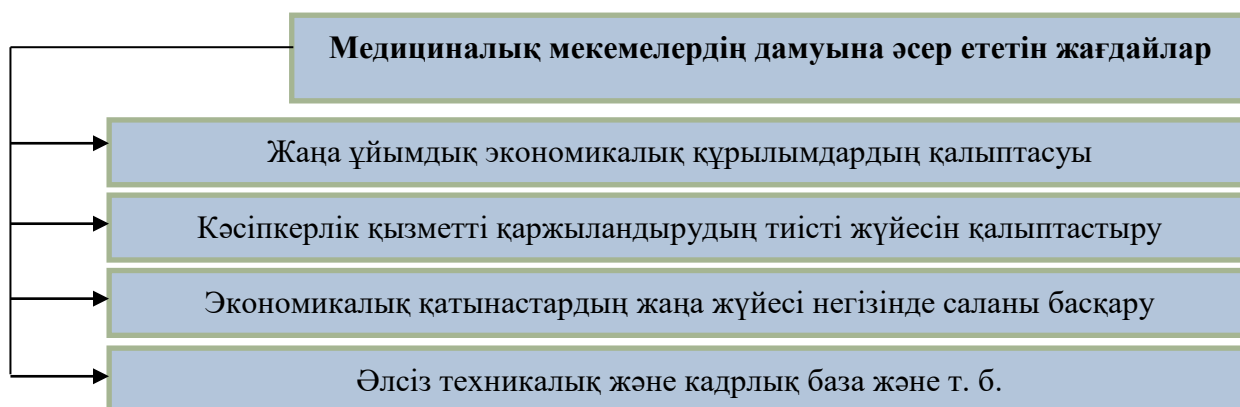 Медициналық мекемелердің дамуына әсер ететін жағдайлар
Жаңа ұйымдық экономикалық құрылымдардың қалыптасуы
Кәсіпкерлік қызметті қаржыландырудың тиісті жүйесін қалыптастыру
Экономикалық қатынастардың жаңа жүйесі негізінде саланы басқару
Әлсіз техникалық және кадрлық база және т. б.